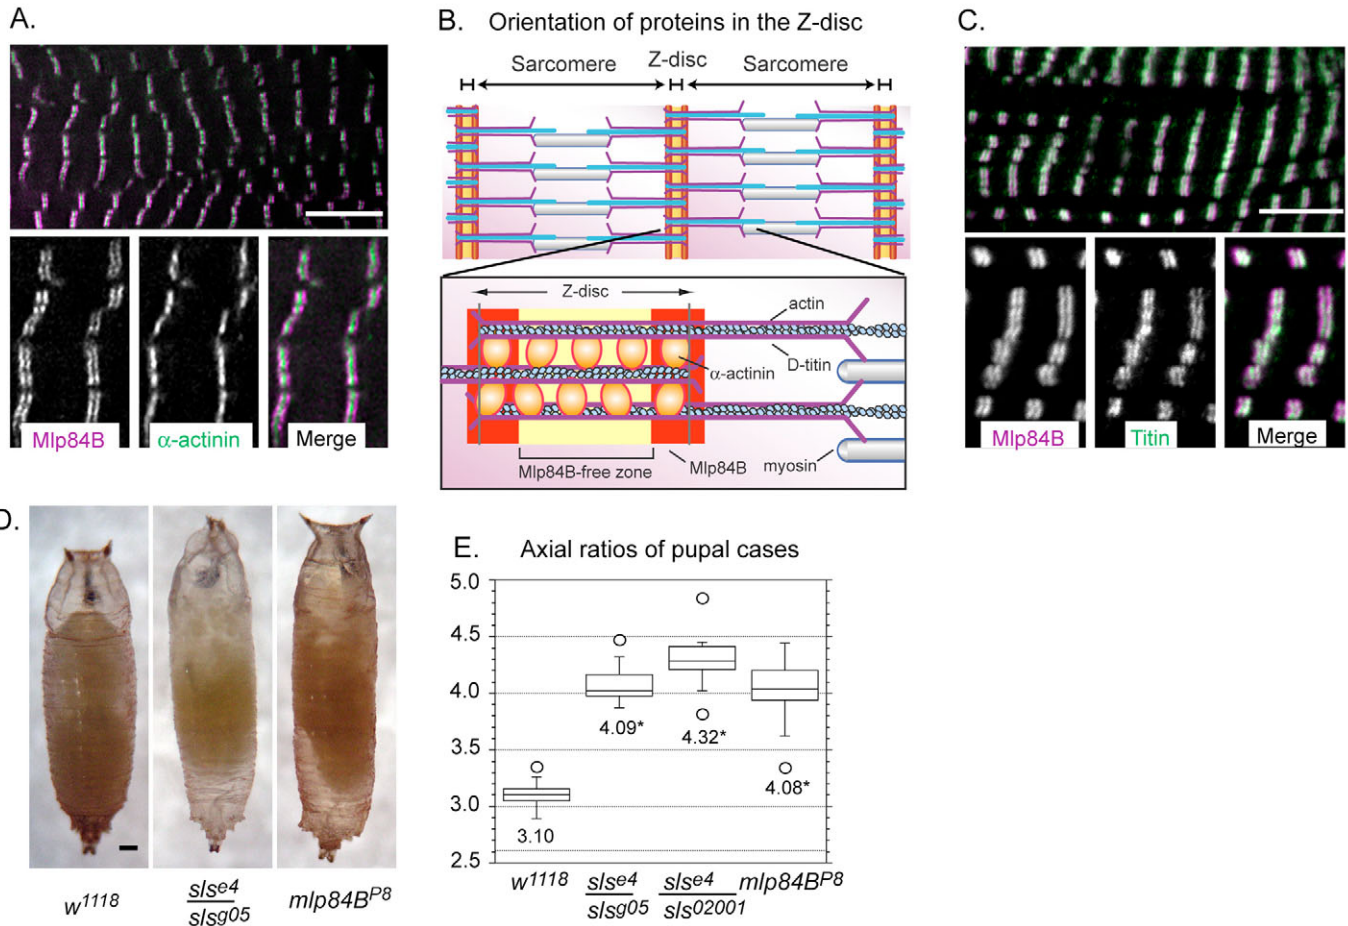 A.
Mlp84B
α-actinin
Merge
B. Orientation of proteins in the Z-disc
Sarcomere
Z-disc
Sarcomere
Z-disc
actin
D-titin
α-actinin
Mlp84B-free zone
Mlp84B
myosin
C.
Mlp84B
Titin
Merge
D.
w1118
slse4
slsg05
mlp84BP8
E. Axial ratios of pupal cases
5.0
4.5
4.0
3.5
3.0
2.5
3.10
4.09*
4.32*
4.08*
w1118
slse4
slsg05
slse4
sls02001
mlp84BP8